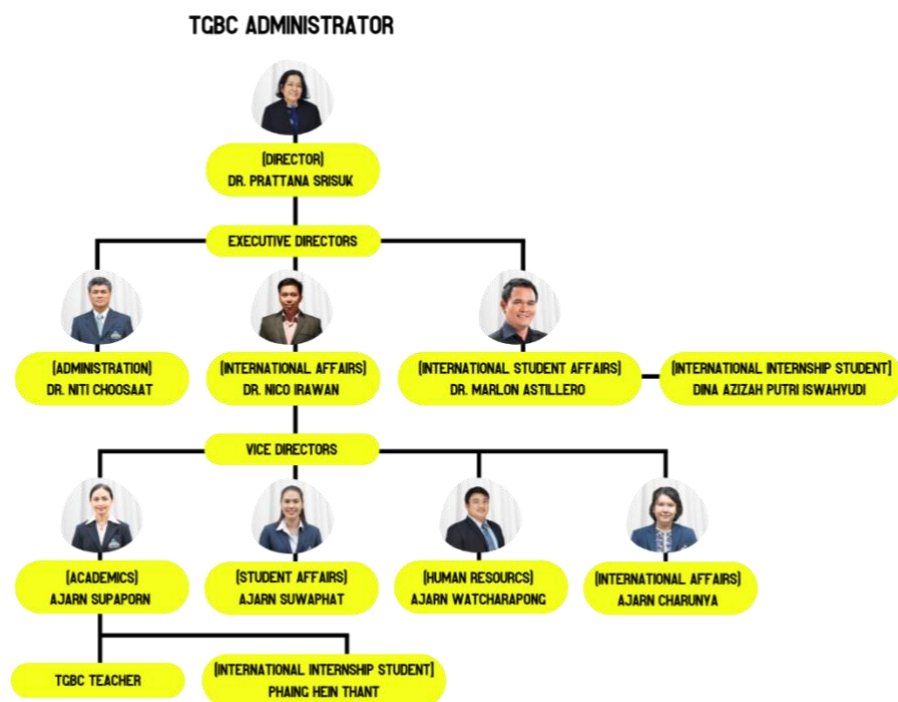 TGBC ADMINISTRATOR
(DIRECTOR)
DR. PRATTANA SRISUK
EXECUTIVE DIRECTORS
(ADMINISTRATION)
DR. NITI CHOOSAAT
(INTERNATIONAL AFFAIRS)
DR. NICO IRAWAN
(INTERNATIONAL STUDENT AFFAIRS)
DR. MARLON ASTILLERO
(INTERNATIONAL INTERNSHIP STUDENT)
DINA AZIZAH PUTRI ISWAHYUDI
VICE DIRECTORS
(ACADEMICS)
AJARN SUPAPORN
(STUDENT AFFAIRS)
AJARN SUWAPHAT
(HUMAN RESOURCS)
AJARN WATCHARAPONG
(INTERNATIONAL AFFAIRS)
AJARN CHARUNYA
TGBC TEACHER
(INTERNATIONAL INTERNSHIP STUDENT)
PHAING HEIN THANT